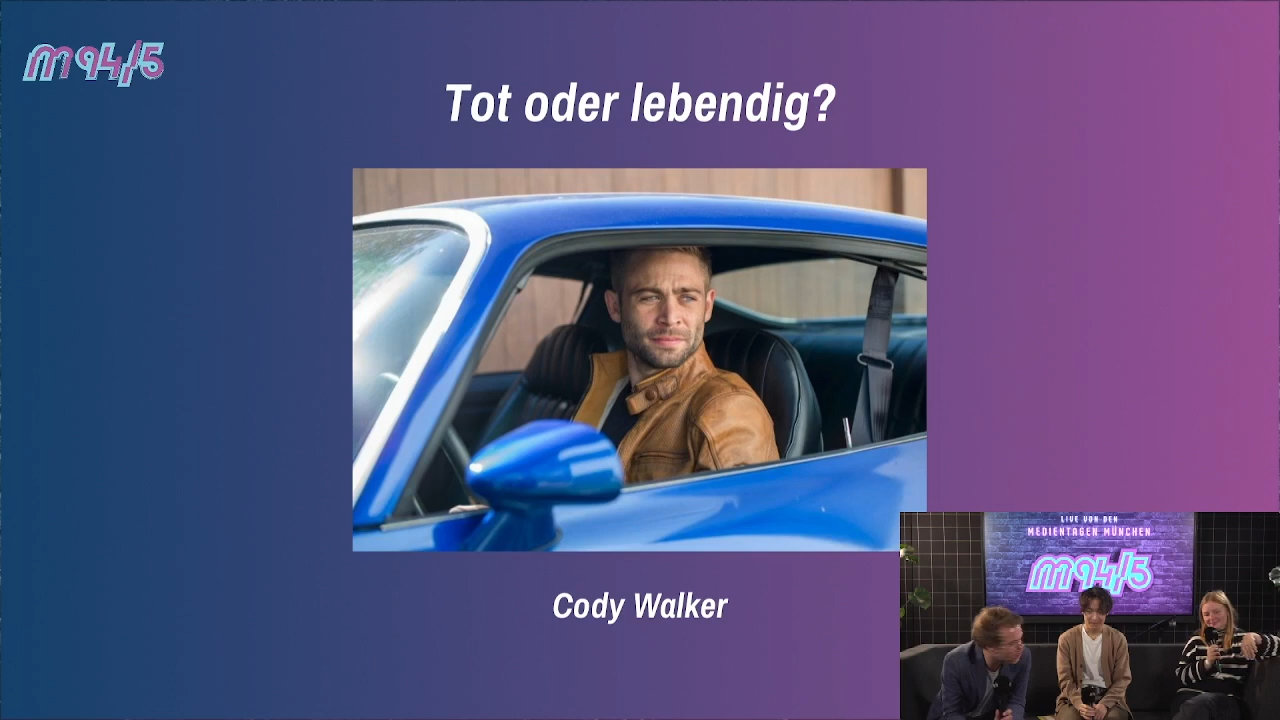 M94/5
Tot oder lebendig?
Cody Walker
LIVE VON DEN
MEDIENTAGEN MÜNCHEN
M94/5